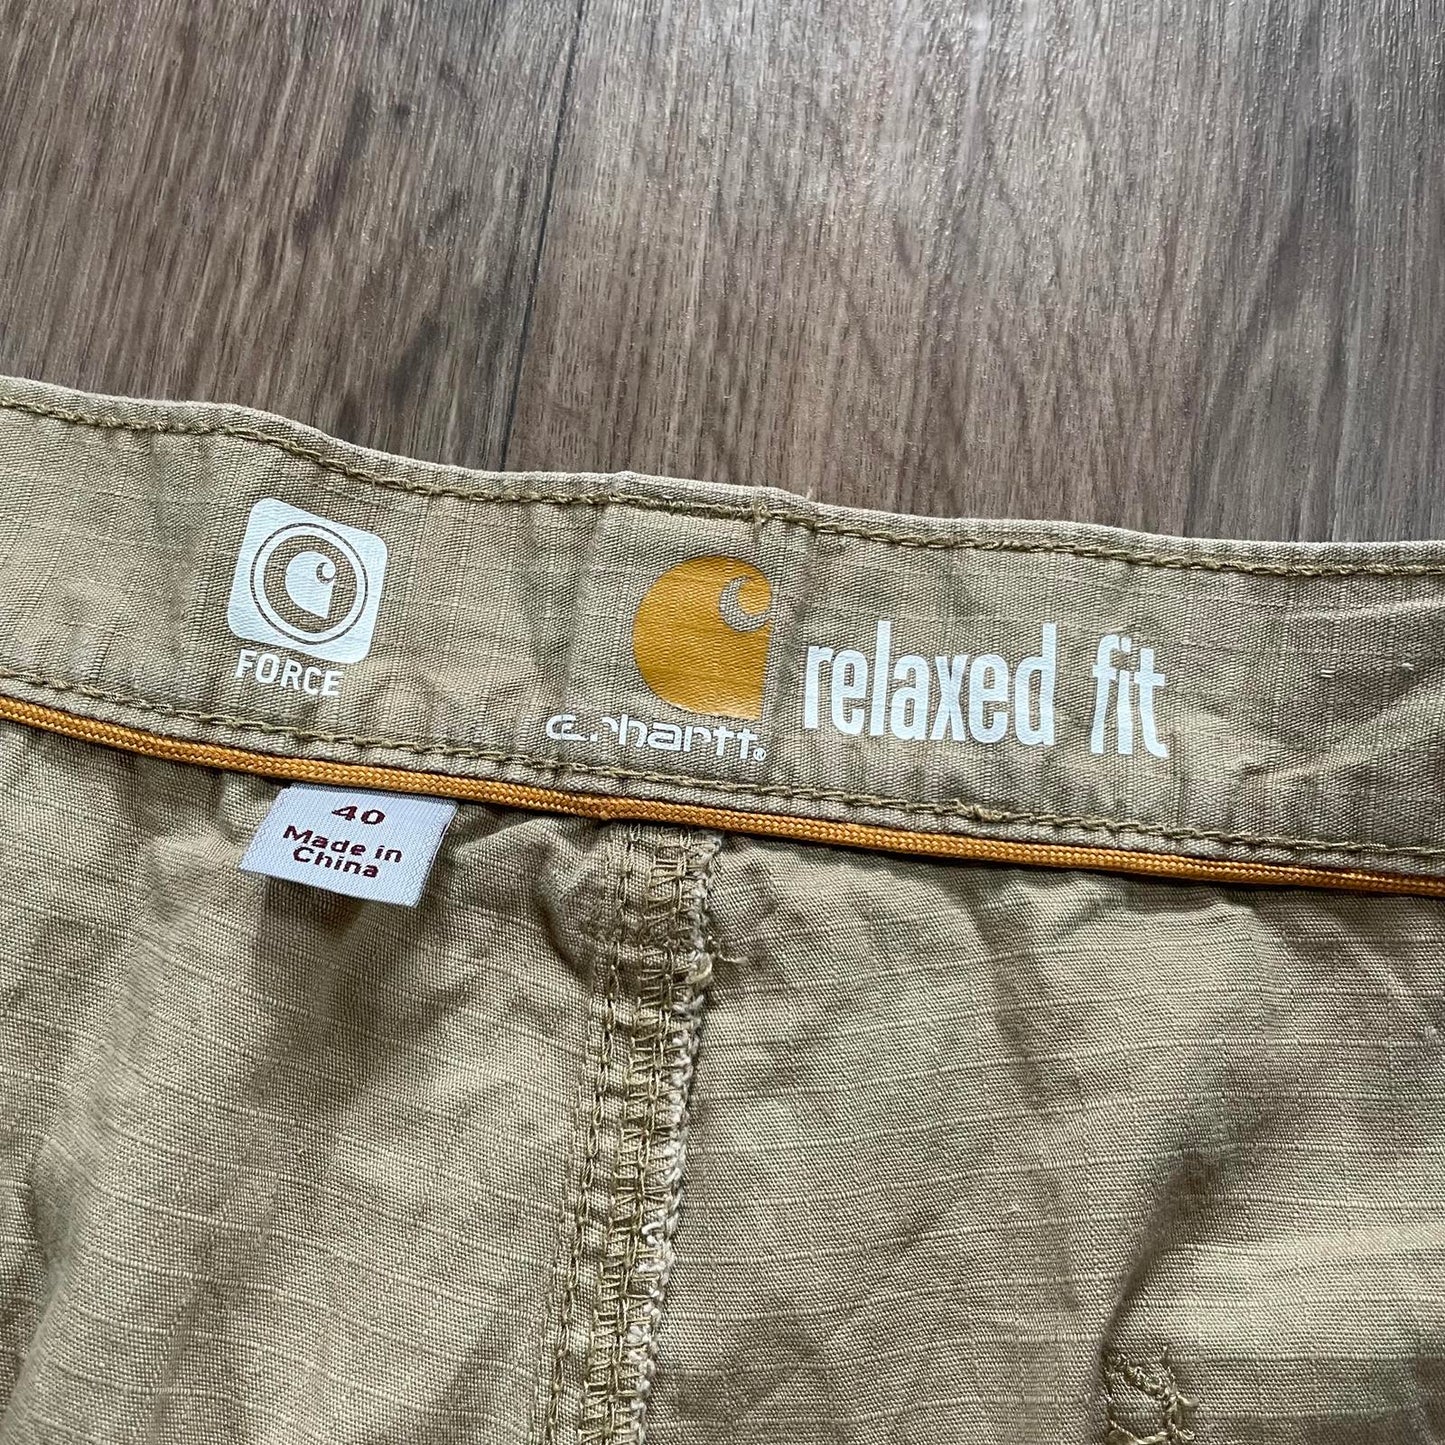 FORCE
carhartt®
relaxed fit
40
Made in
China